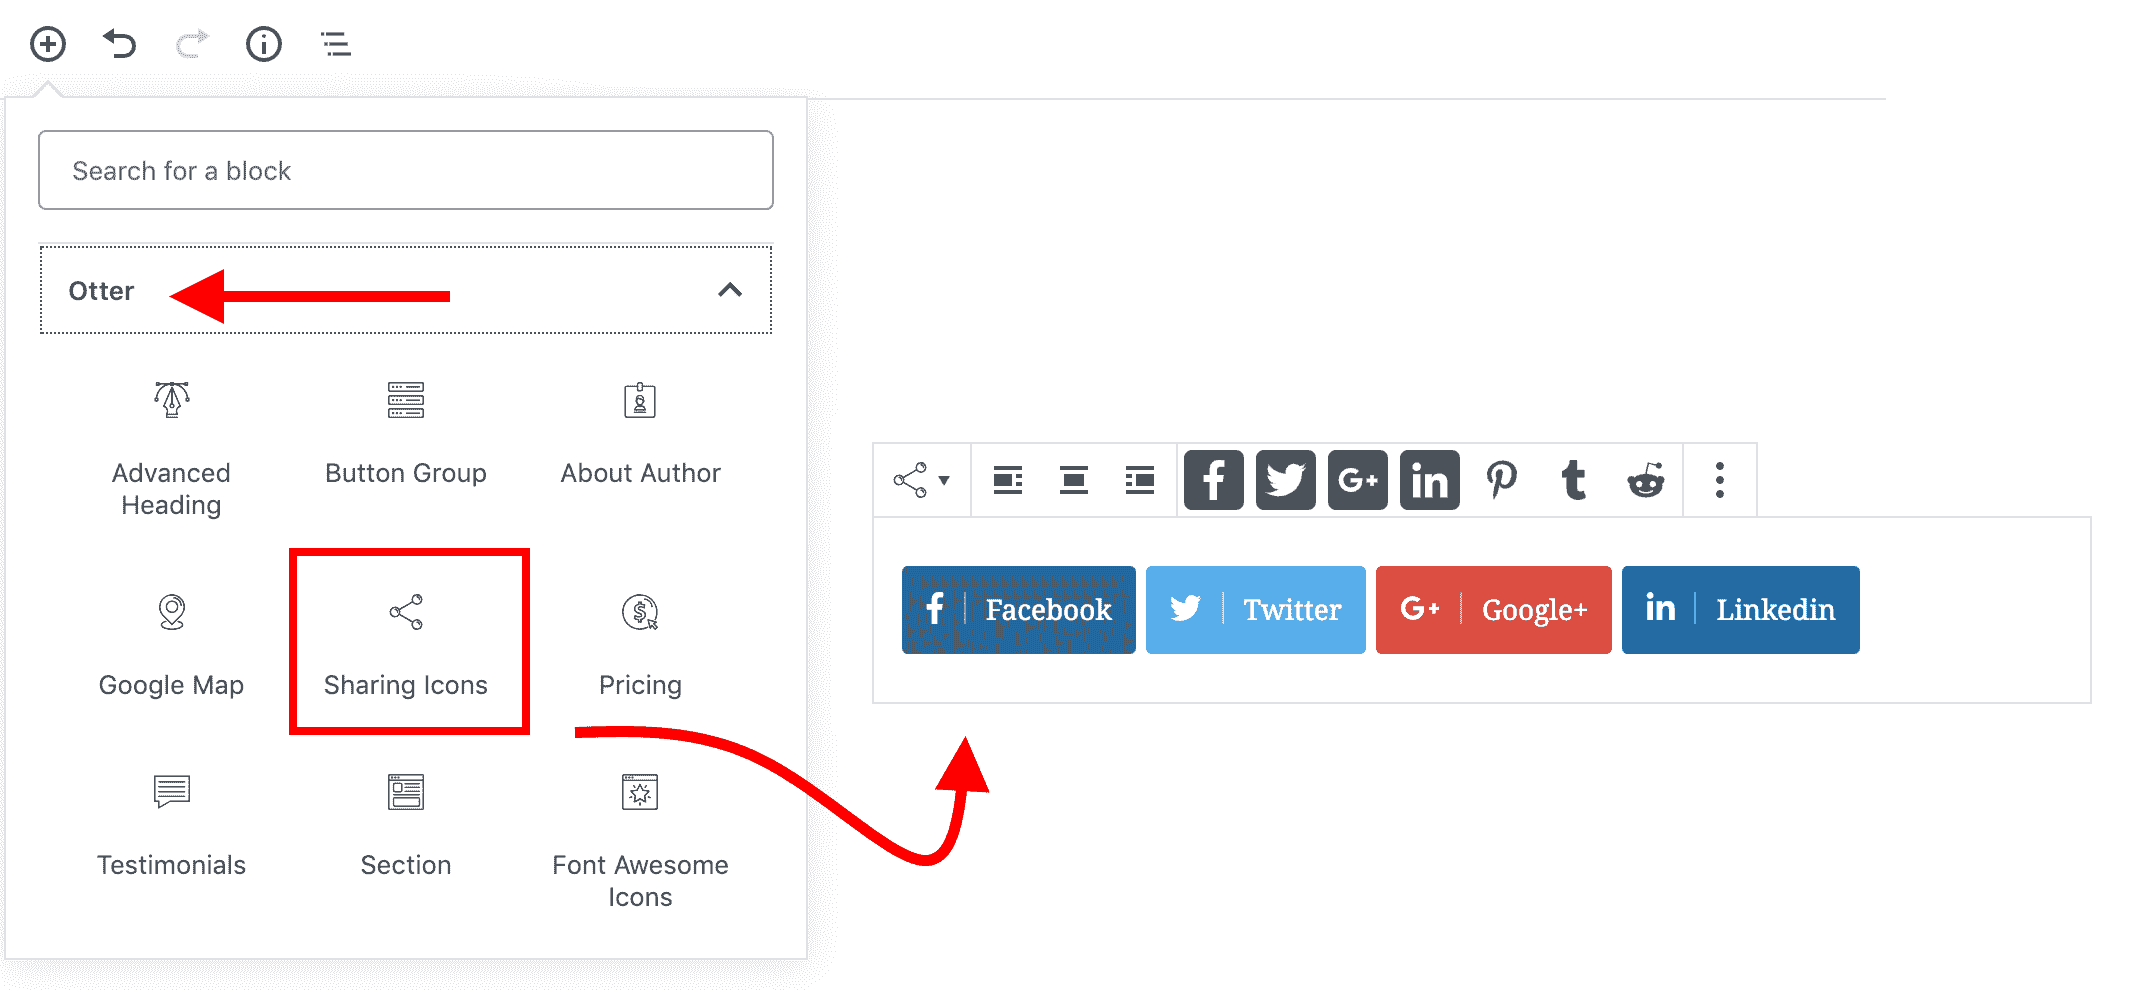 Search for a block
Otter
Advanced
Heading
Button Group
About Author
Google Map
Sharing Icons
Pricing
Testimonials
Section
Font Awesome
Icons
Facebook
Twitter
G+ Google+
in Linkedin